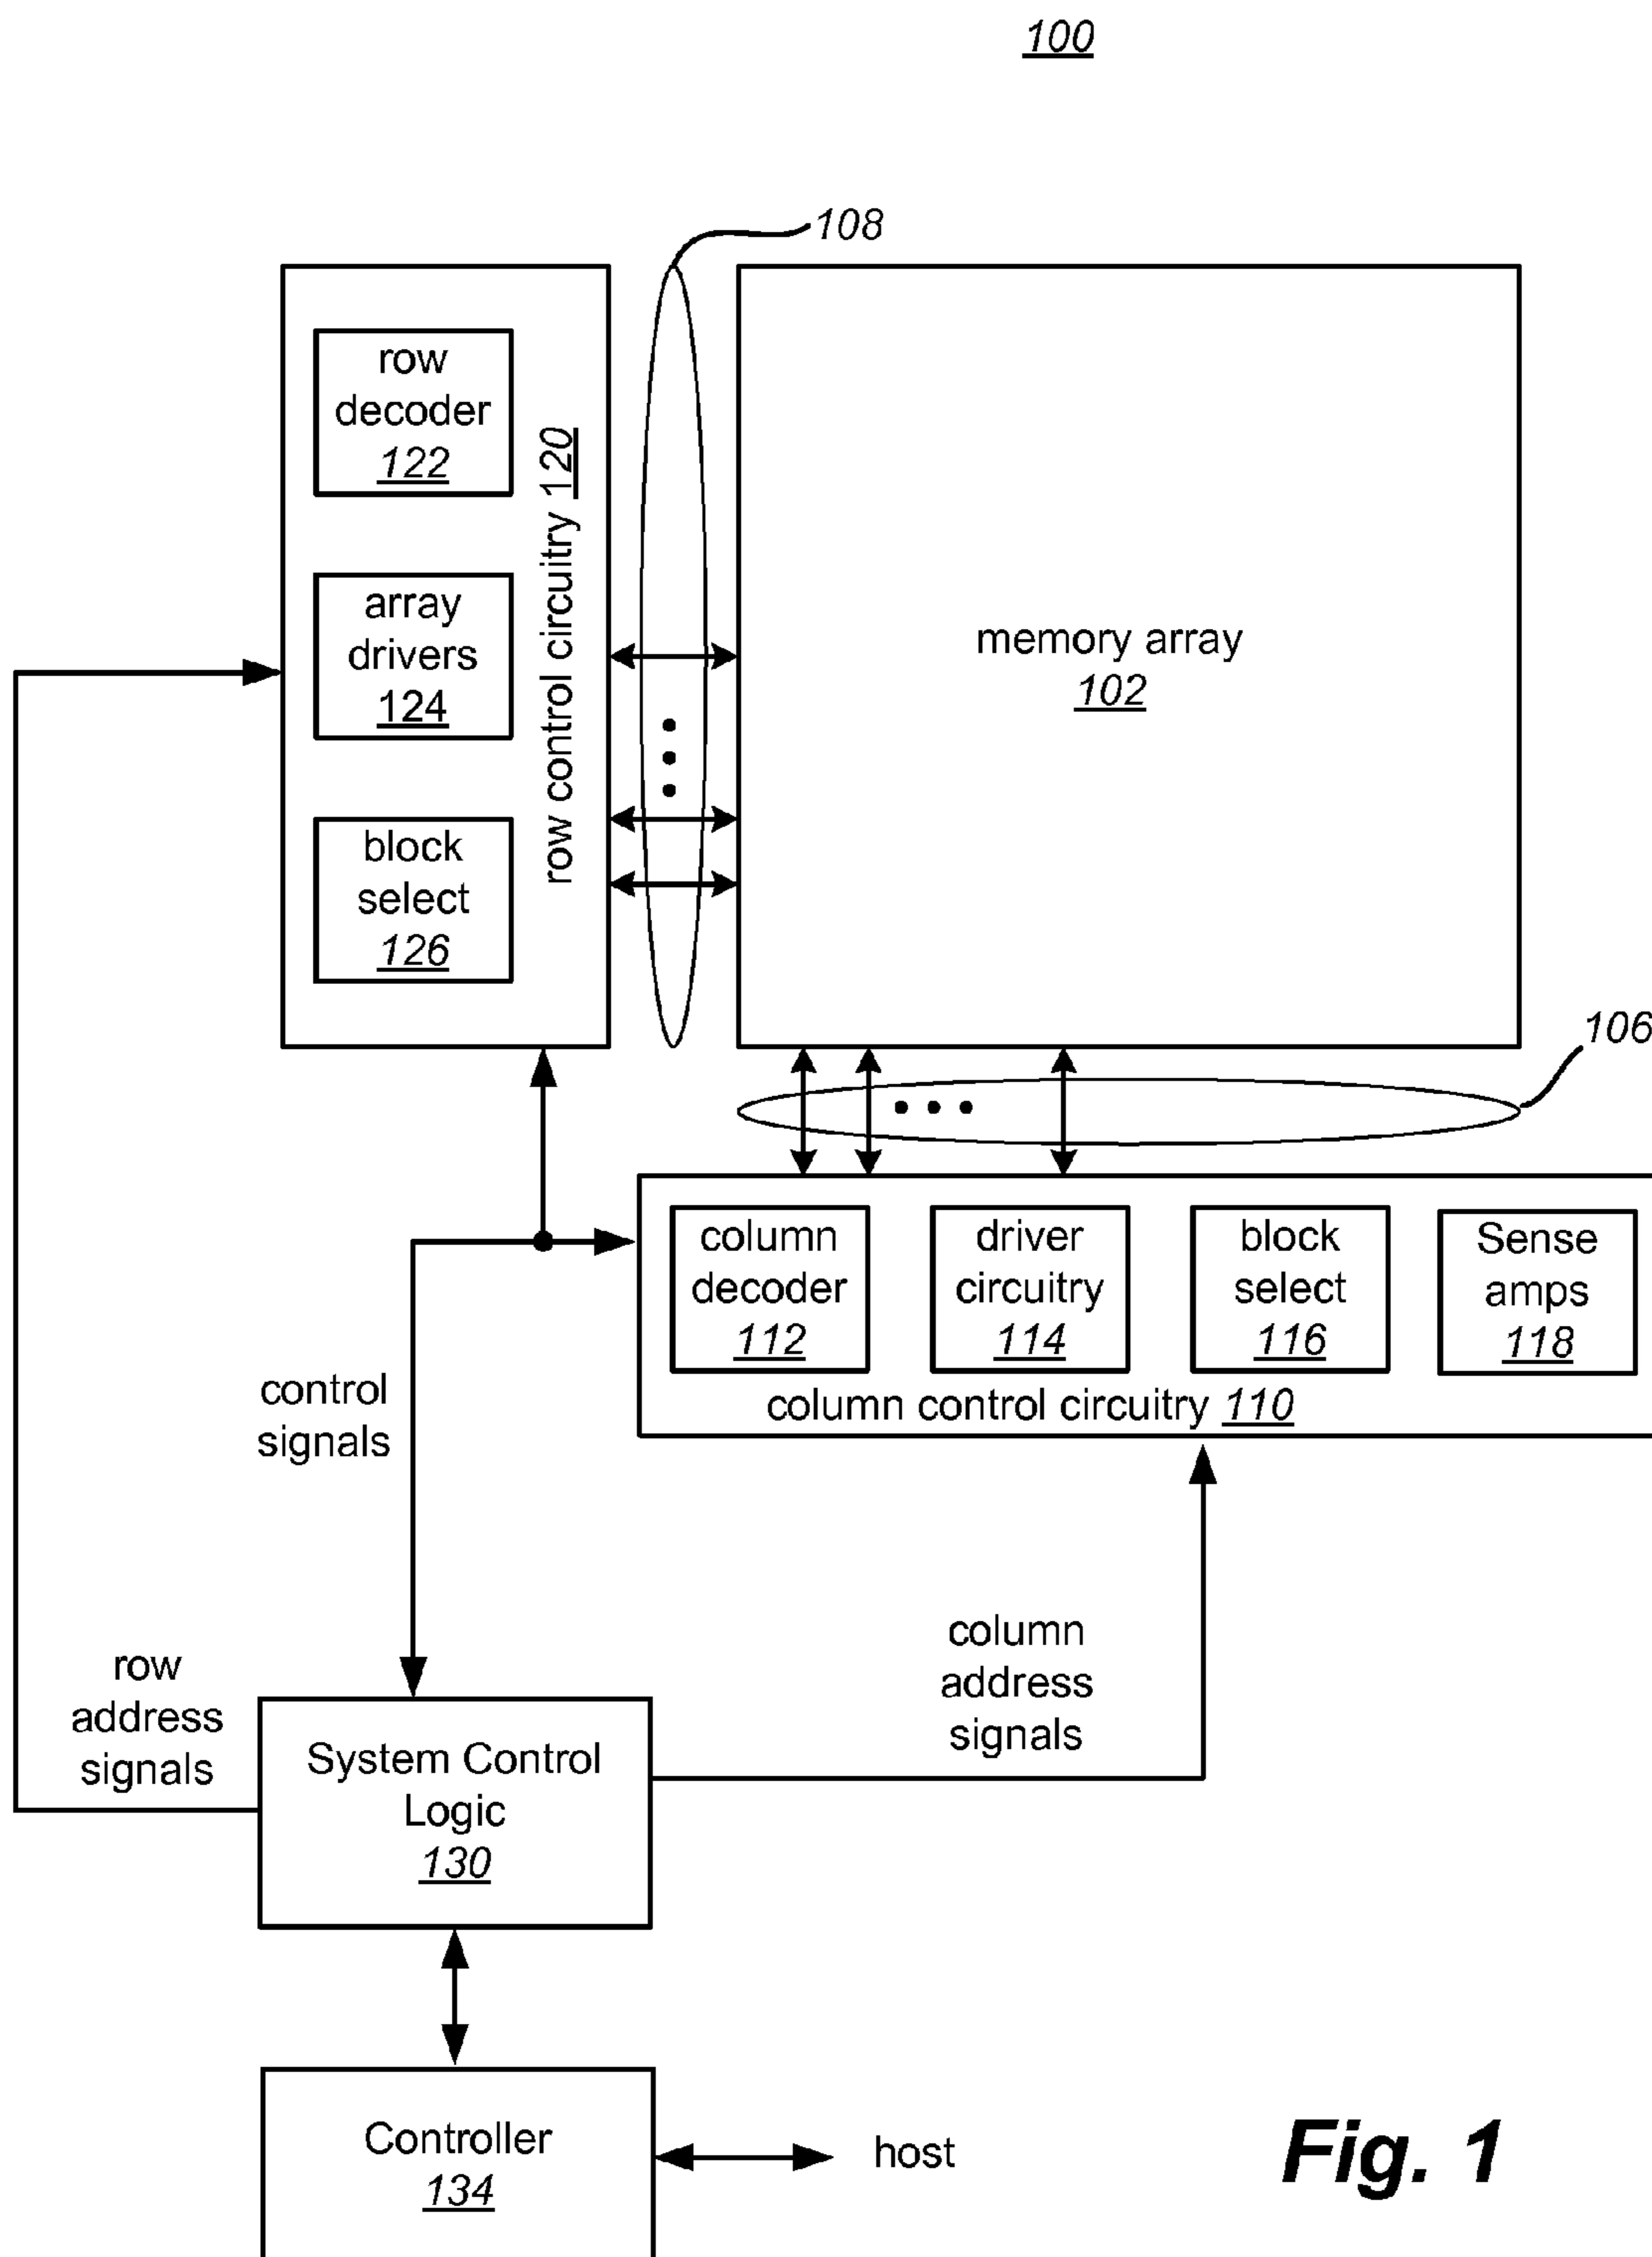 100
108
row
decoder
122
array
drivers
124
block
select
126
row control circuitry 120
memory array
102
106
column
decoder
112
driver
circuitry
114
block
select
116
Sense
amps
118
column control circuitry 110
control
signals
row
address
signals
column
address
signals
System Control
Logic
130
Controller
134
host
Fig. 1